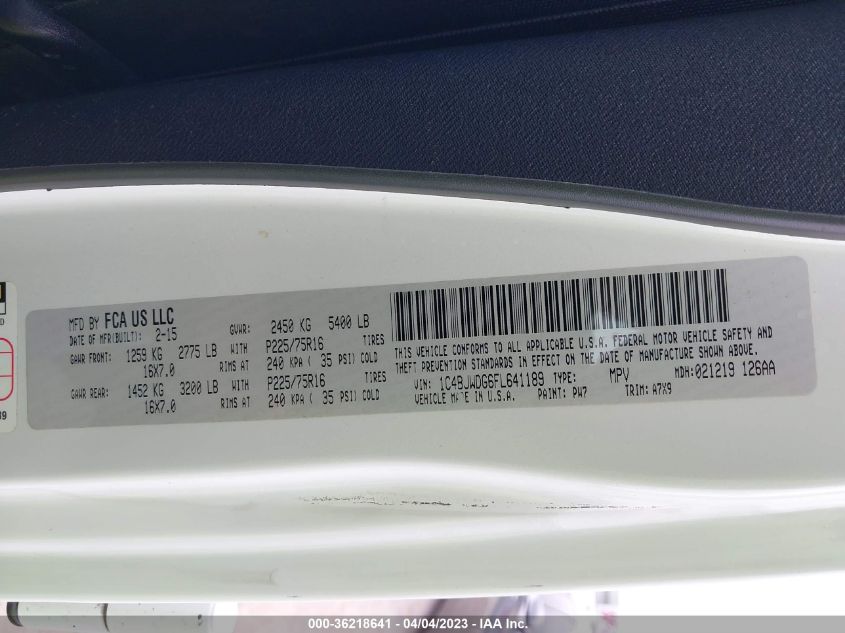 MFD BY FCA US LLC
DATE OF MFR(BUILT): 2-15 GVWR: 2450 KG 5400 LB
GAWR FRONT: 1259 KG 2775 LB WITH P225/75R16 TIRES
16X7.0 RIMS AT 240 KPA ( 35 PSI) COLD
GAWR REAR: 1452 KG 3200 LB WITH P225/75R16 TIRES
16X7.0 RIMS AT 240 KPA ( 35 PSI) COLD
THIS VEHICLE CONFORMS TO ALL APPLICABLE U.S.A. FEDERAL MOTOR VEHICLE SAFETY AND
THEFT PREVENTION STANDARDS IN EFFECT ON THE DATE OF MANUFACTURE SHOWN ABOVE.
VIN: 1C4BJWDG6FL641189 TYPE: MPV MDH: 021219 126AA
VEHICLE MADE IN U.S.A. PAINT: PW7 TRIM: A7X9
000-36218641 - 04/04/2023 - IAA Inc.